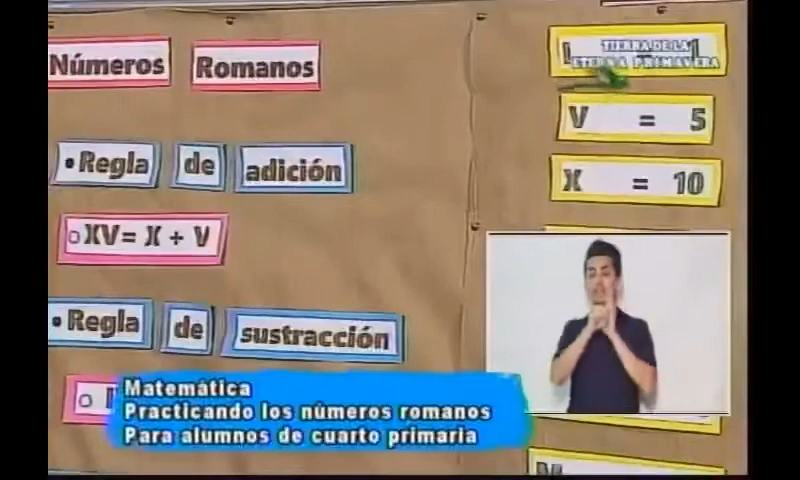 Números Romanos
TIERRA DE LA
ETERNA PRIMAVERA
V = 5
X = 10
• Regla de adición
XV = X + V
• Regla de sustracción
Matemática
Practicando los números romanos
Para alumnos de cuarto primaria